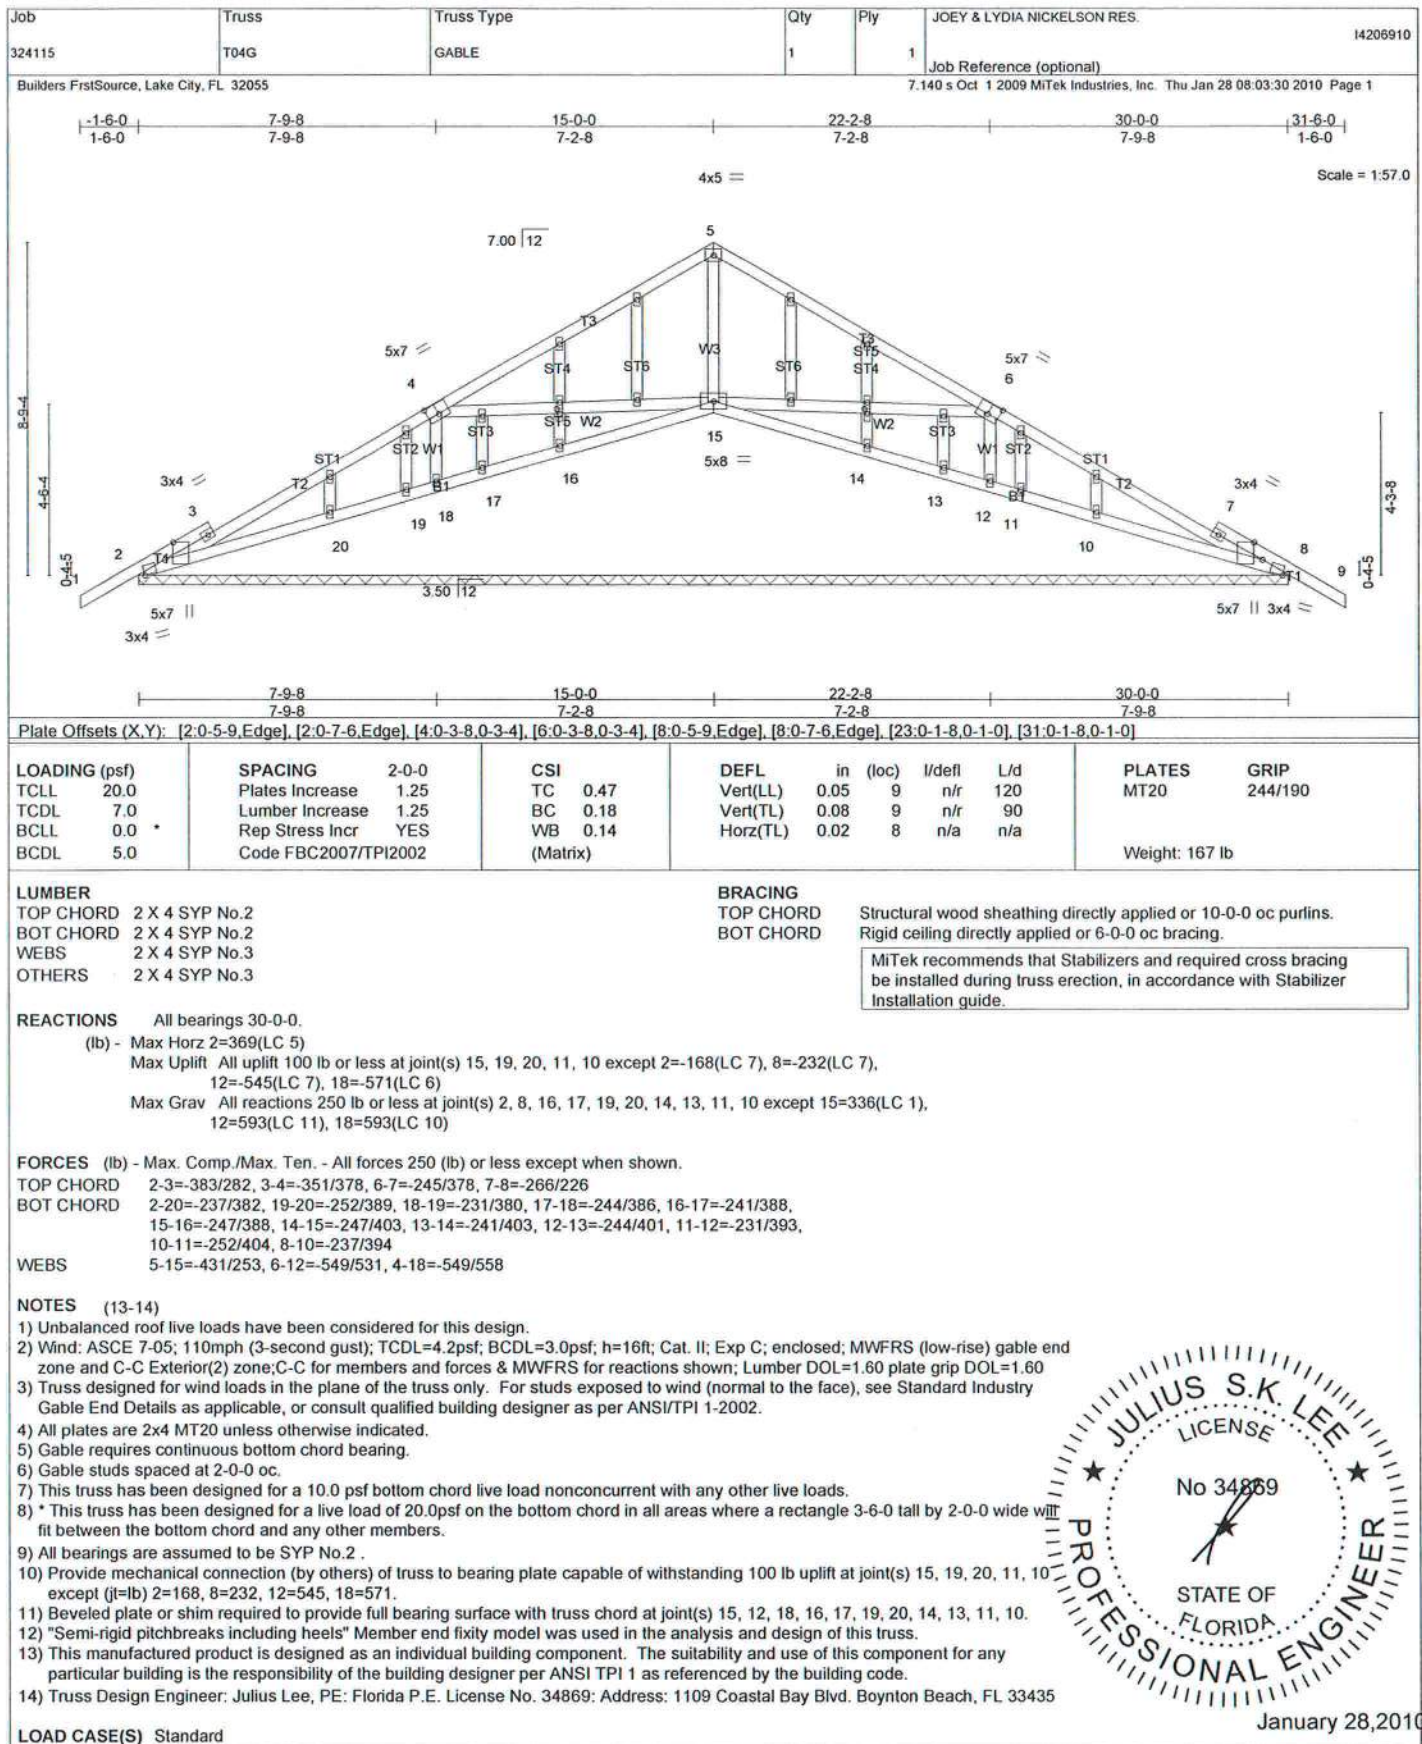 Job Truss Truss Type Qty Ply JOEY & LYDIA NICKELSON RES.
I4206910
324115 T04G GABLE 1 1
Job Reference (optional)
Builders FrstSource, Lake City, FL 32055 7.140 s Oct 1 2009 MiTek Industries, Inc. Thu Jan 28 08:03:30 2010 Page 1
-1-6-0 7-9-8 15-0-0 22-2-8 30-0-0 31-6-0
1-6-0 7-9-8 7-2-8 7-2-8 7-9-8 1-6-0
4x5 =
Scale = 1:57.0
7.00 12
5
T3 T3
5x7 W3 ST5 5x7
4 ST4 ST6 ST6 ST4 6
8-9-4
ST5 W2 W2
ST2 W1 ST3 15 ST3 W1 ST2
ST1 5x8 = ST1
3x4 T2 16 14 T2 3x4
4-6-4 B1 17 13 B1 4-3-8
3 19 18 12 11 7
2 T1 20 10 8
0-4-5 1 9 0-4-5
3.50 12 T1
5x7 || 5x7 || 3x4 =
3x4 =
7-9-8 15-0-0 22-2-8 30-0-0
7-9-8 7-2-8 7-2-8 7-9-8
Plate Offsets (X,Y): [2:0-5-9,Edge], [2:0-7-6,Edge], [4:0-3-8,0-3-4], [6:0-3-8,0-3-4], [8:0-5-9,Edge], [8:0-7-6,Edge], [23:0-1-8,0-1-0], [31:0-1-8,0-1-0]
LOADING (psf) SPACING 2-0-0 CSI DEFL in (loc) l/defl L/d PLATES GRIP
TCLL 20.0 Plates Increase 1.25 TC 0.47 Vert(LL) 0.05 9 n/r 120 MT20 244/190
TCDL 7.0 Lumber Increase 1.25 BC 0.18 Vert(TL) 0.08 9 n/r 90
BCLL 0.0 * Rep Stress Incr YES WB 0.14 Horz(TL) 0.02 8 n/a n/a
BCDL 5.0 Code FBC2007/TPI2002 (Matrix) Weight: 167 lb
LUMBER BRACING
TOP CHORD 2 X 4 SYP No.2 TOP CHORD Structural wood sheathing directly applied or 10-0-0 oc purlins.
BOT CHORD 2 X 4 SYP No.2 BOT CHORD Rigid ceiling directly applied or 6-0-0 oc bracing.
WEBS 2 X 4 SYP No.3
OTHERS 2 X 4 SYP No.3
MiTek recommends that Stabilizers and required cross bracing
be installed during truss erection, in accordance with Stabilizer
Installation guide.
REACTIONS All bearings 30-0-0.
(lb) - Max Horz 2=369(LC 5)
Max Uplift All uplift 100 lb or less at joint(s) 15, 19, 20, 11, 10 except 2=-168(LC 7), 8=-232(LC 7),
12=-545(LC 7), 18=-571(LC 6)
Max Grav All reactions 250 lb or less at joint(s) 2, 8, 16, 17, 19, 20, 14, 13, 11, 10 except 15=336(LC 1),
12=593(LC 11), 18=593(LC 10)
FORCES (lb) - Max. Comp./Max. Ten. - All forces 250 (lb) or less except when shown.
TOP CHORD 2-3=-383/282, 3-4=-351/378, 6-7=-245/378, 7-8=-266/226
BOT CHORD 2-20=-237/382, 19-20=-252/389, 18-19=-231/380, 17-18=-244/386, 16-17=-241/388,
15-16=-247/388, 14-15=-247/403, 13-14=-241/403, 12-13=-244/401, 11-12=-231/393,
10-11=-252/404, 8-10=-237/394
WEBS 5-15=-431/253, 6-12=-549/531, 4-18=-549/558
NOTES (13-14)
1) Unbalanced roof live loads have been considered for this design.
2) Wind: ASCE 7-05; 110mph (3-second gust); TCDL=4.2psf; BCDL=3.0psf; h=16ft; Cat. II; Exp C; enclosed; MWFRS (low-rise) gable end
zone and C-C Exterior(2) zone;C-C for members and forces & MWFRS for reactions shown; Lumber DOL=1.60 plate grip DOL=1.60
3) Truss designed for wind loads in the plane of the truss only. For studs exposed to wind (normal to the face), see Standard Industry
Gable End Details as applicable, or consult qualified building designer as per ANSI/TPI 1-2002.
4) All plates are 2x4 MT20 unless otherwise indicated.
5) Gable requires continuous bottom chord bearing.
6) Gable studs spaced at 2-0-0 oc.
7) This truss has been designed for a 10.0 psf bottom chord live load nonconcurrent with any other live loads.
8) * This truss has been designed for a live load of 20.0psf on the bottom chord in all areas where a rectangle 3-6-0 tall by 2-0-0 wide will
fit between the bottom chord and any other members.
9) All bearings are assumed to be SYP No.2 .
10) Provide mechanical connection (by others) of truss to bearing plate capable of withstanding 100 lb uplift at joint(s) 15, 19, 20, 11, 10
except (jt=lb) 2=168, 8=232, 12=545, 18=571.
11) Beveled plate or shim required to provide full bearing surface with truss chord at joint(s) 15, 12, 18, 16, 17, 19, 20, 14, 13, 11, 10.
12) "Semi-rigid pitchbreaks including heels" Member end fixity model was used in the analysis and design of this truss.
13) This manufactured product is designed as an individual building component. The suitability and use of this component for any
particular building is the responsibility of the building designer per ANSI TPI 1 as referenced by the building code.
14) Truss Design Engineer: Julius Lee, PE: Florida P.E. License No. 34869: Address: 1109 Coastal Bay Blvd. Boynton Beach, FL 33435
LOAD CASE(S) Standard
JULIUS S.K. LEE
LICENSE
No 34869
STATE OF
FLORIDA
PROFESSIONAL ENGINEER
January 28,2010